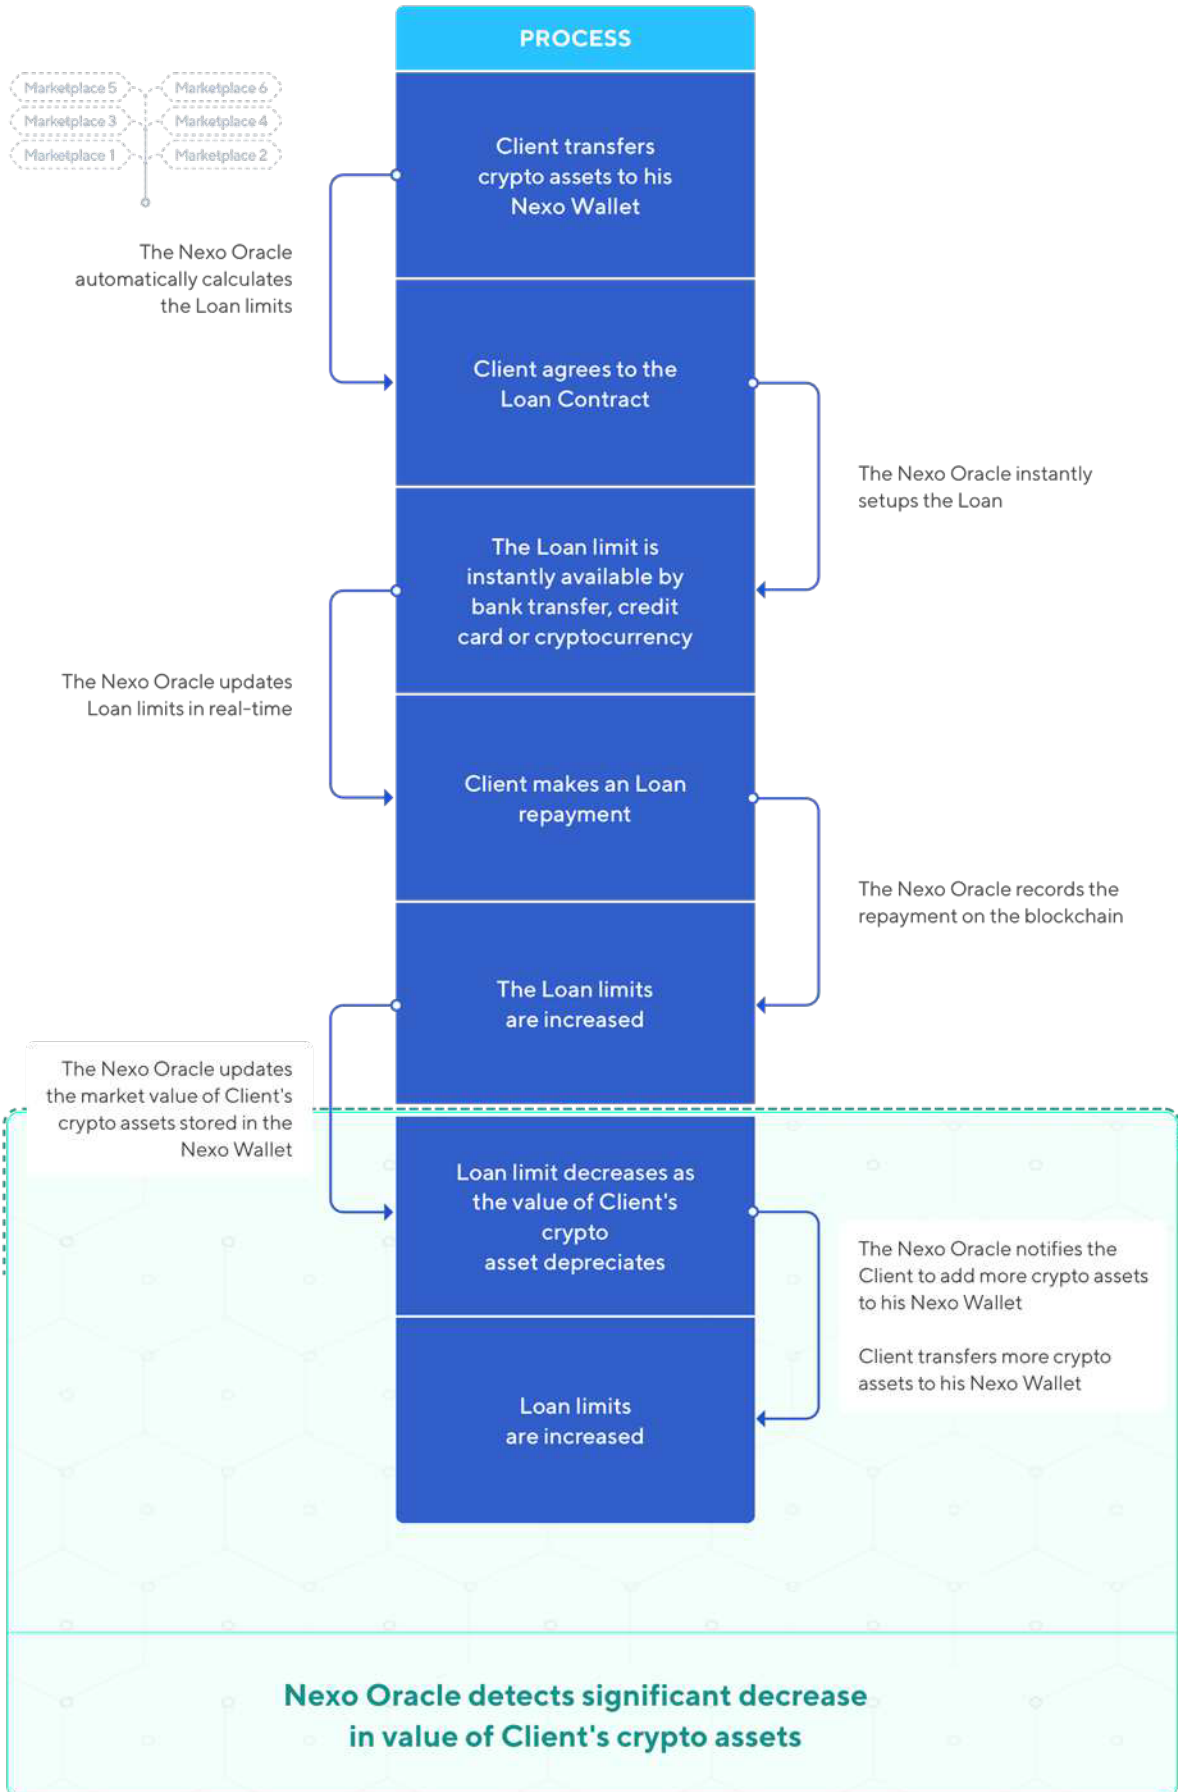 PROCESS
Marketplace 5
Marketplace 6
Marketplace 3
Marketplace 4
Marketplace 1
Marketplace 2
Client transfers
crypto assets to his
Nexo Wallet
The Nexo Oracle
automatically calculates
the Loan limits
Client agrees to the
Loan Contract
The Nexo Oracle instantly
setups the Loan
The Loan limit is
instantly available by
bank transfer, credit
card or cryptocurrency
The Nexo Oracle updates
Loan limits in real-time
Client makes an Loan
repayment
The Nexo Oracle records the
repayment on the blockchain
The Loan limits
are increased
The Nexo Oracle updates
the market value of Client's
crypto assets stored in the
Nexo Wallet
Loan limit decreases as
the value of Client's
crypto
asset depreciates
The Nexo Oracle notifies the
Client to add more crypto assets
to his Nexo Wallet
Client transfers more crypto
assets to his Nexo Wallet
Loan limits
are increased
Nexo Oracle detects significant decrease
in value of Client's crypto assets